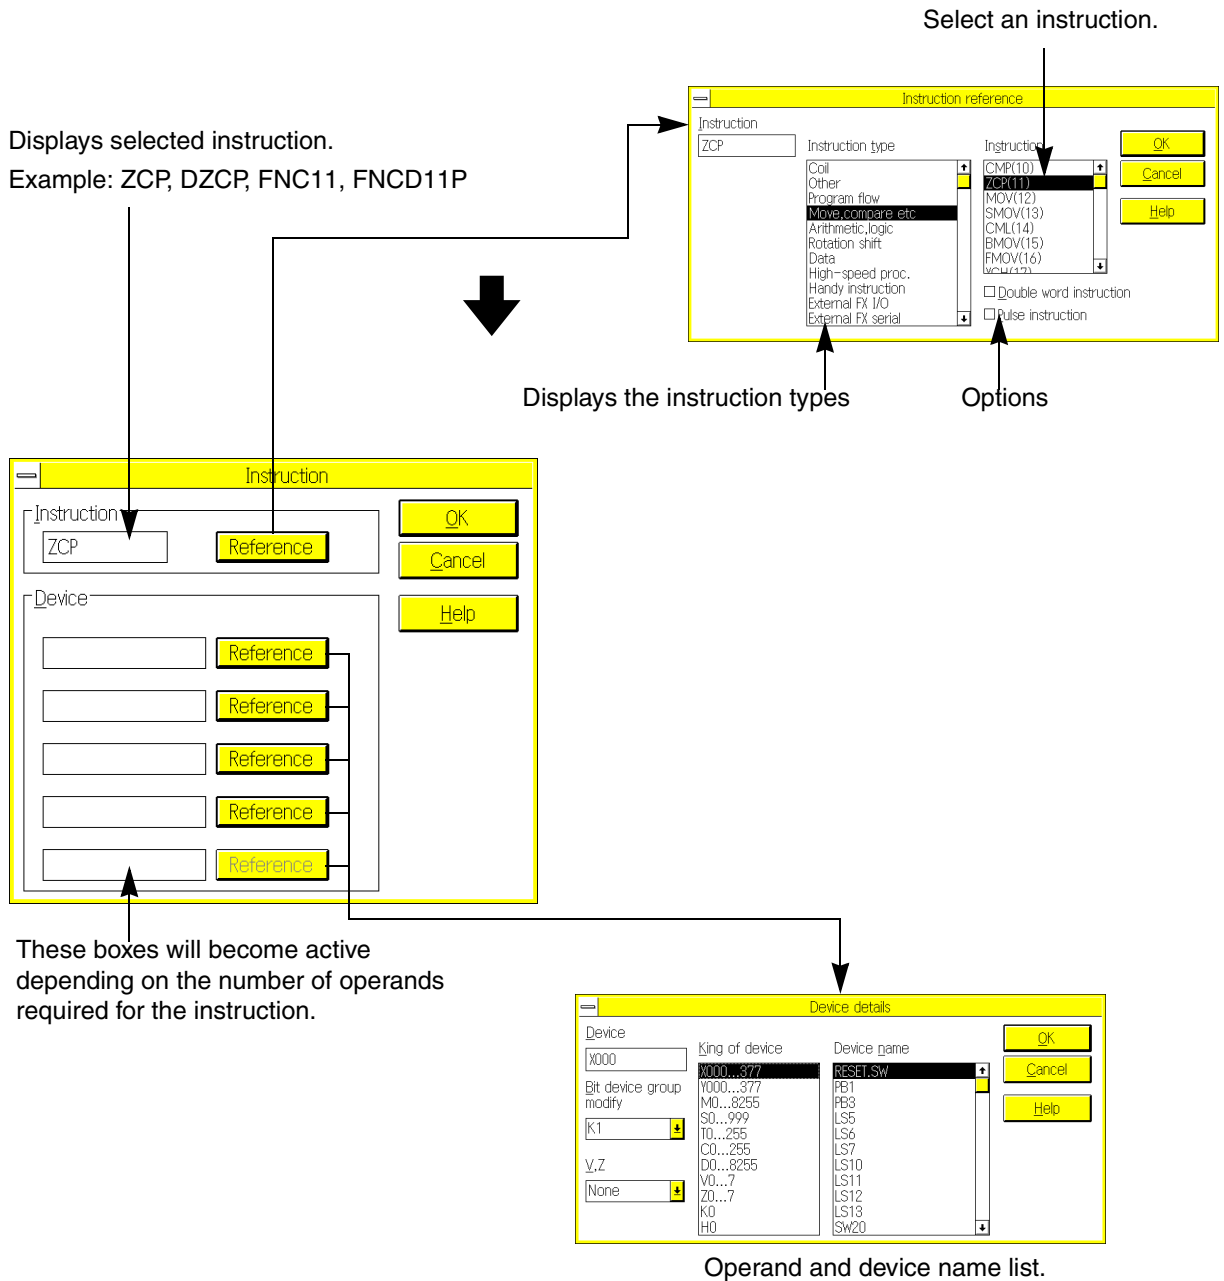 Select an instruction.
Displays selected instruction.
Example: ZCP, DZCP, FNC11, FNCD11P
Instruction reference
Instruction
ZCP
Instruction type
Coil
Other
Program flow
Move,compare etc
Arithmetic,logic
Rotation shift
Data
High-speed proc.
Handy instruction
External FX I/O
External FX serial
Instruction
CMP(10)
ZCP(11)
MOV(12)
SMOV(13)
CML(14)
BMOV(15)
FMOV(16)
XCH(17)
Double word instruction
Pulse instruction
OK
Cancel
Help
Displays the instruction types
Options
Instruction
Instruction
ZCP
Reference
OK
Cancel
Help
Device
Reference
Reference
Reference
Reference
Reference
These boxes will become active
depending on the number of operands
required for the instruction.
Device details
Device
X000
Bit device group
modify
K1
V,Z
None
King of device
X000...377
Y000...377
M0...8255
S0...999
T0...255
C0...255
D0...8255
V0...7
Z0...7
K0
H0
Device name
RESET.SW
PB1
PB3
LS5
LS6
LS7
LS10
LS11
LS12
LS13
SW20
OK
Cancel
Help
Operand and device name list.